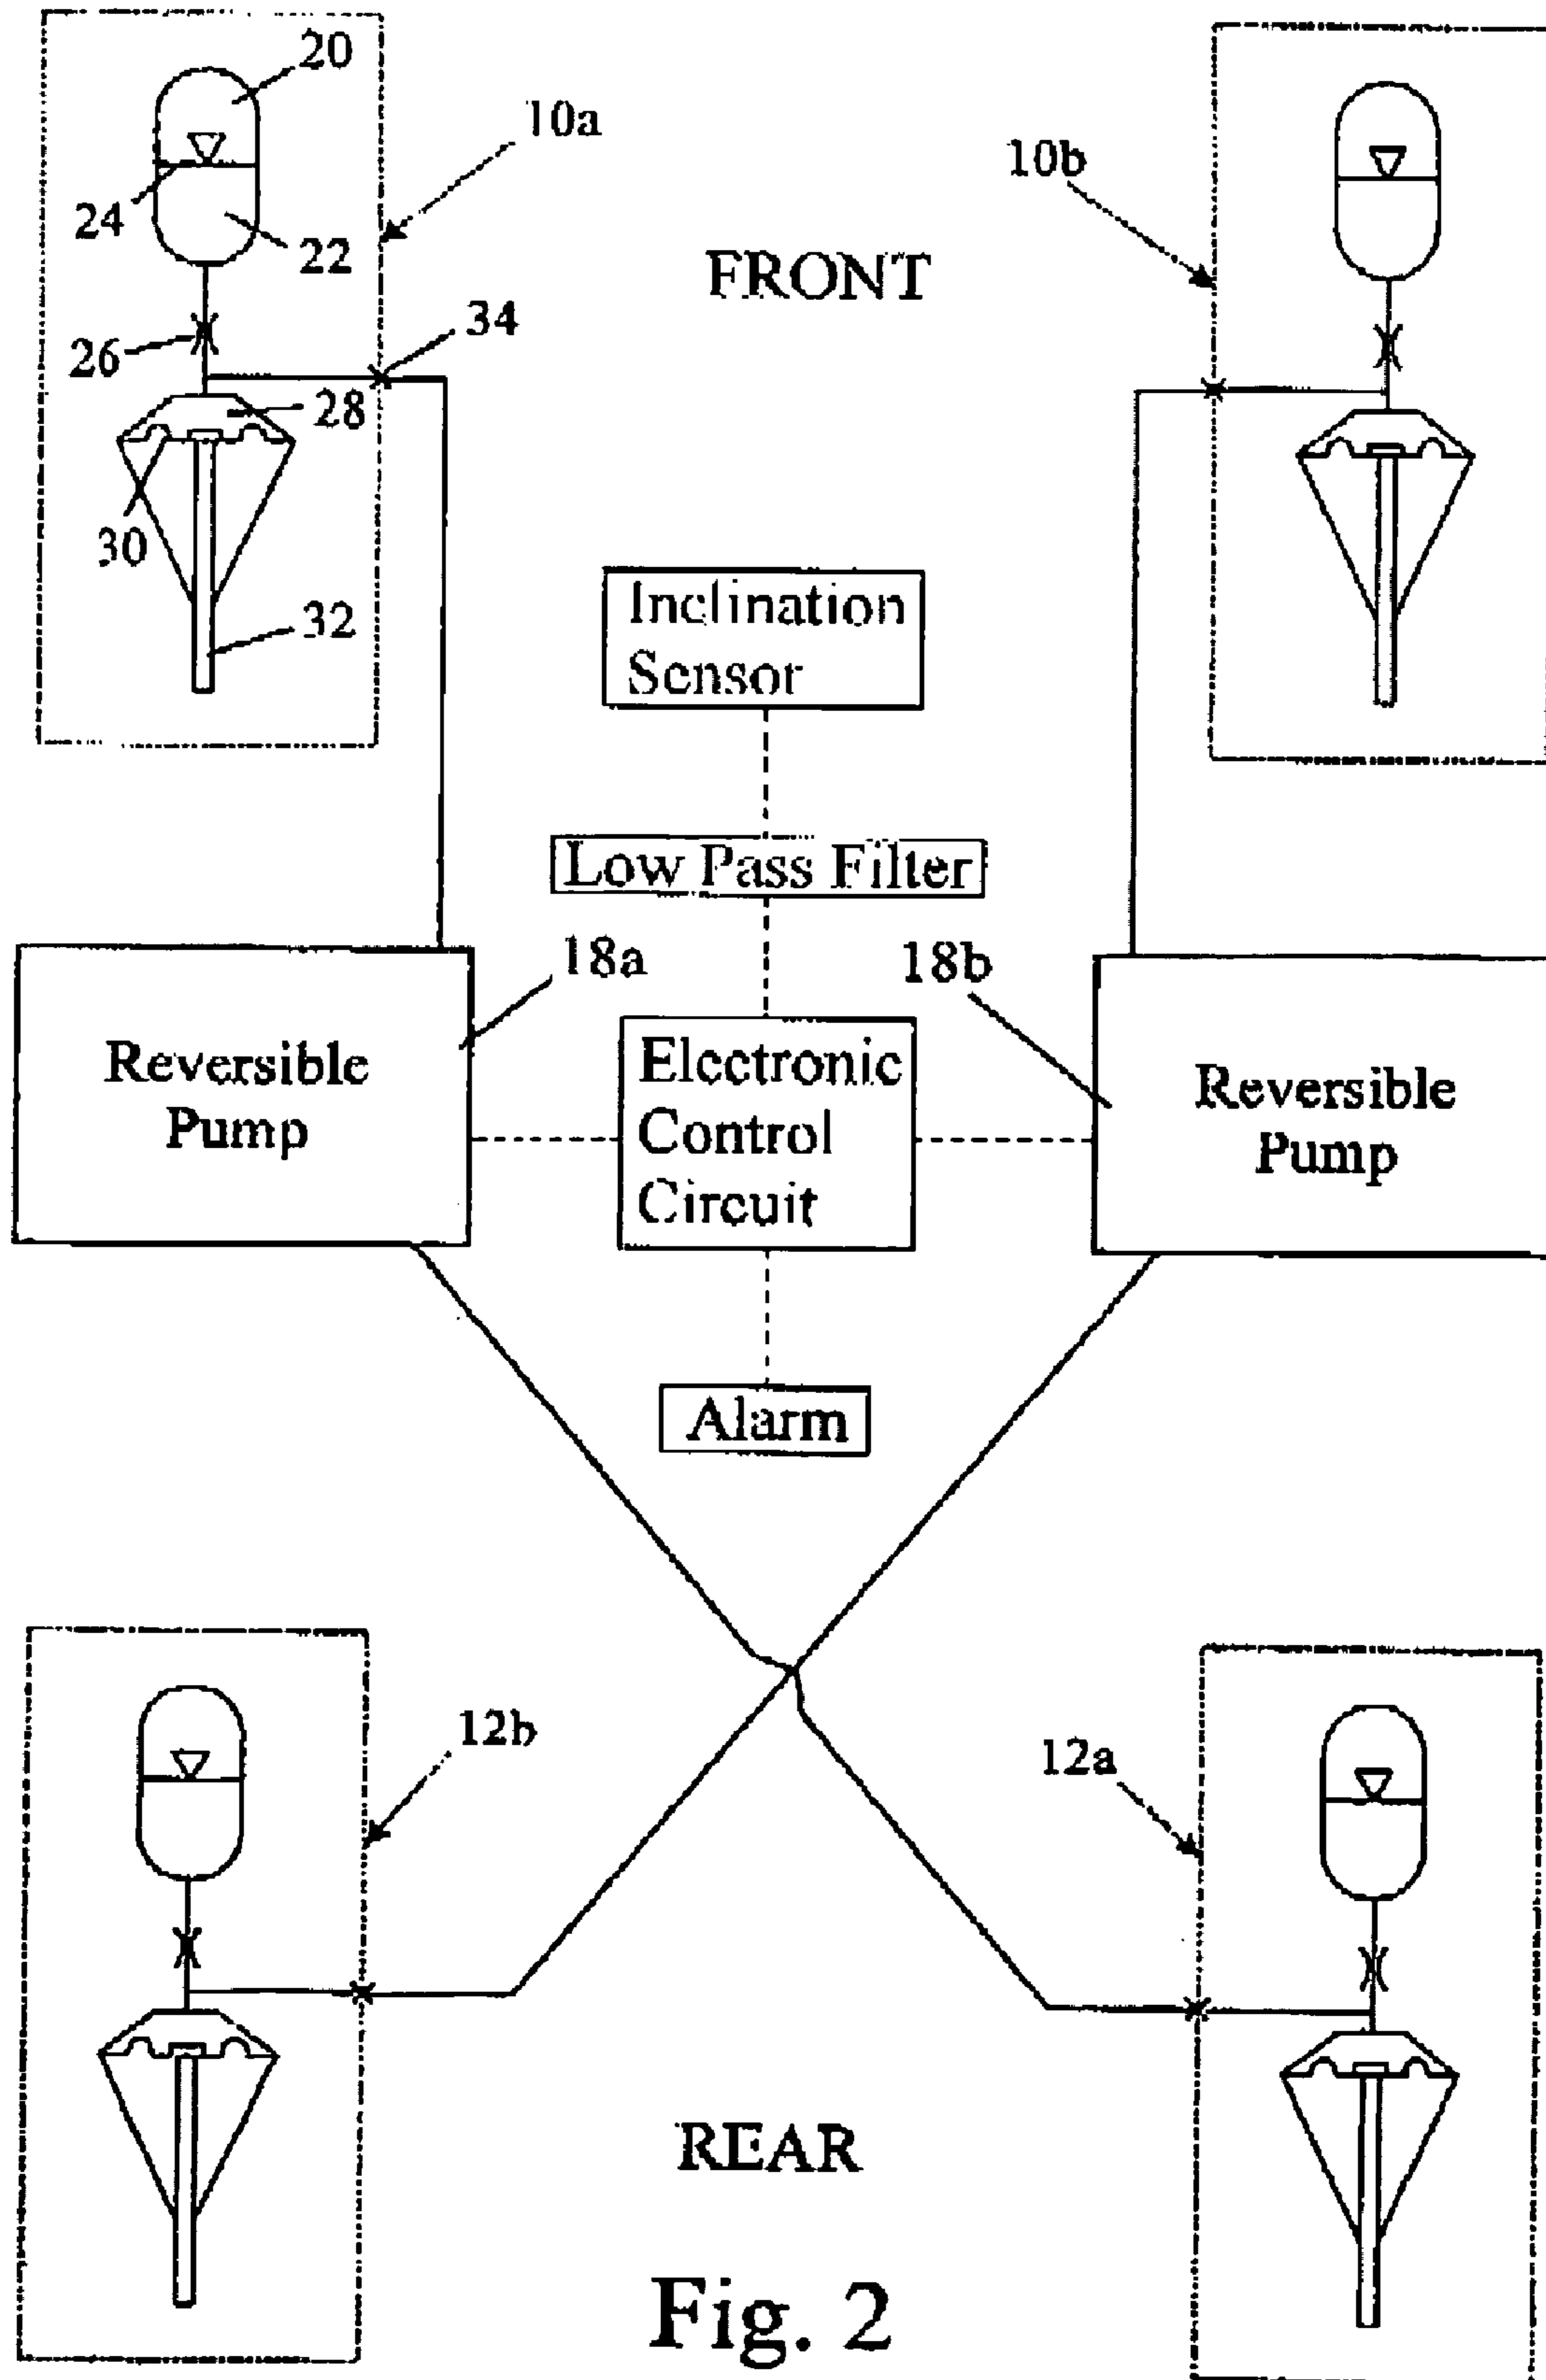 20
10a
10b
24
22
FRONT
34
26
28
30
32
Inclination
Sensor
Low Pass Filter
18a
18b
Reversible
Pump
Electronic
Control
Circuit
Reversible
Pump
Alarm
12b
12a
REAR
Fig. 2